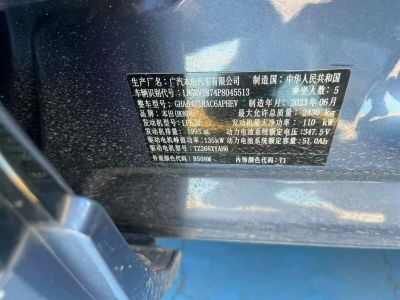 生产厂名：广汽本田汽车有限公司 制造国：中华人民共和国
车辆识别代号： 乘坐人数：5
整车型号：GHA6471RAC6APHEV 制造年月：2023年06月
品牌：本田(HONDA) 最大允许总质量：2430 Kg
发动机型号： 发动机最大净功率：110 kW
发动机排量：1993 ml 动力电池系统额定电压：347.5V
驱动电机峰值功率：135kW 动力电池系统额定容量：51.0Ah
驱动电机型号：TZ268XYAH6
外饰颜色代码： 内饰颜色代码：T1